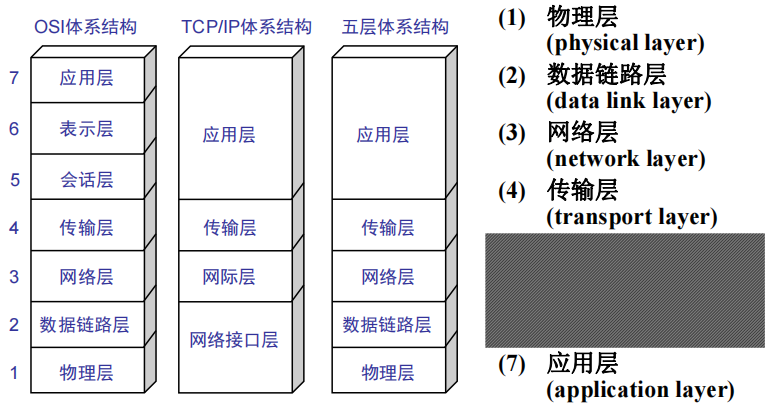 OSI体系结构
TCP/IP体系结构
五层体系结构
7
应用层
6
表示层
5
会话层
4
传输层
3
网络层
2
数据链路层
1
物理层
应用层
传输层
网际层
网络接口层
应用层
传输层
网络层
数据链路层
物理层
(1) 物理层
(physical layer)
(2) 数据链路层
(data link layer)
(3) 网络层
(network layer)
(4) 传输层
(transport layer)
(7) 应用层
(application layer)